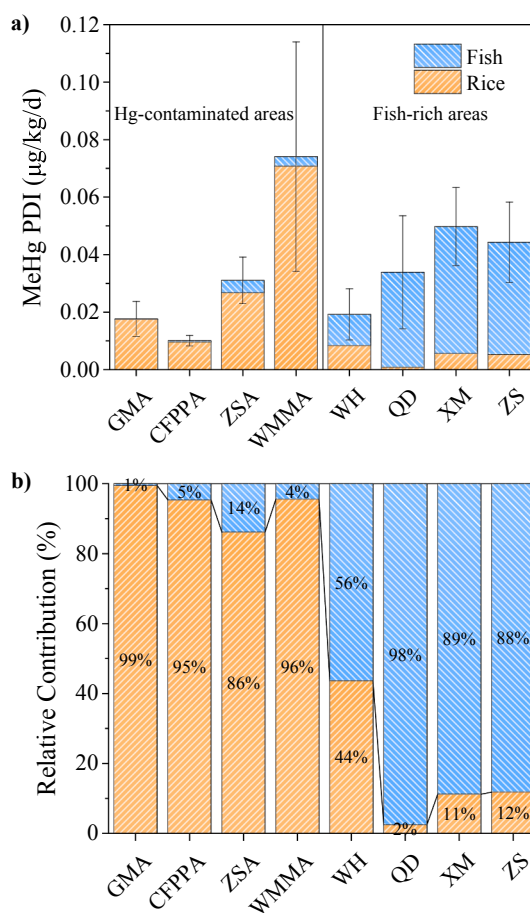 a)
MeHg PDI (μg/kg/d)
0.12
0.10
0.08
0.06
0.04
0.02
0.00
Fish
Rice
Hg-contaminated areas
Fish-rich areas
GMA
CFPPA
ZSA
WMMA
WH
QD
XM
ZS
b)
Relative Contribution (%)
100
80
60
40
20
0
1%
5%
14%
4%
56%
98%
89%
88%
99%
95%
86%
96%
44%
2%
11%
12%
GMA
CFPPA
ZSA
WMMA
WH
QD
XM
ZS